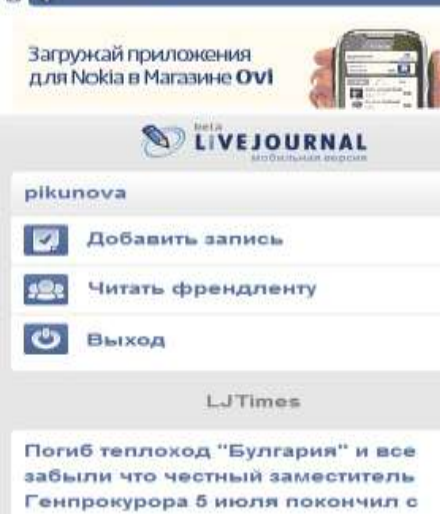 Загружай приложения
для Nokia в Магазине Ovi
beta
LIVEJOURNAL
мобильная версия
pikunova
Добавить запись
Читать френдленту
Выход
LJTimes
Погиб теплоход "Булгария" и все
забыли что честный заместитель
Генпрокурора 5 июля покончил с